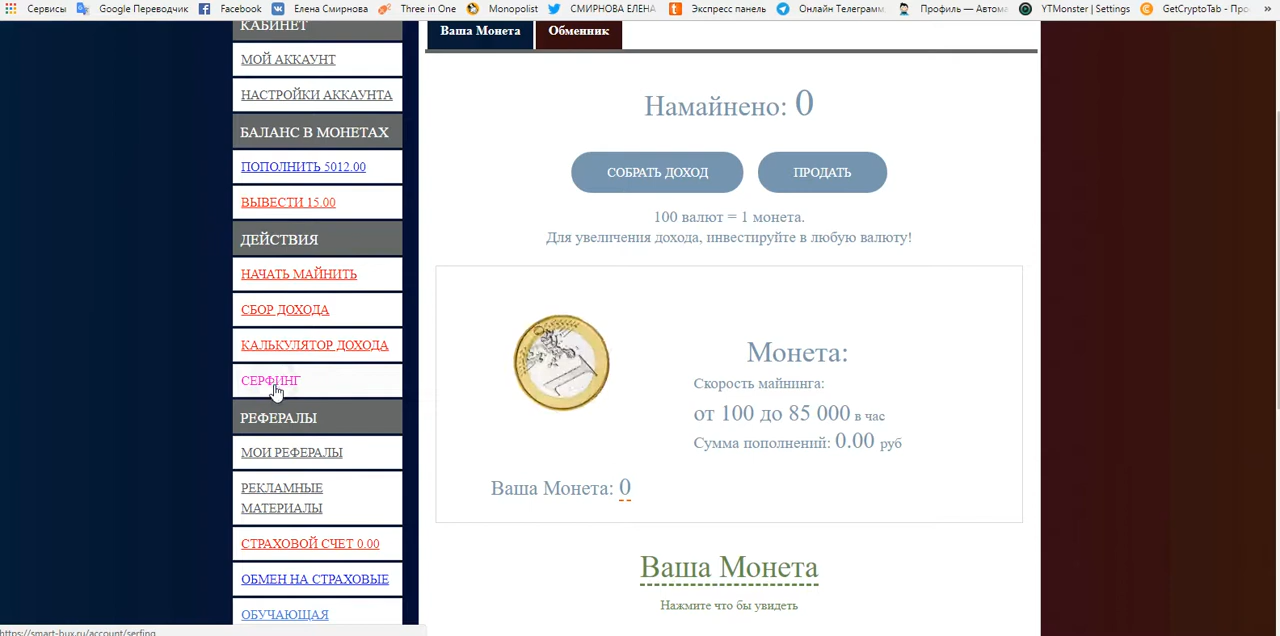 Сервисы Google Переводчик Facebook Елена Смирнова Three in One Monopolist СМИРНОВА ЕЛЕНА Экспресс панель Онлайн Телеграмм Профиль — Автома YTMonster | Settings GetCryptoTab - Про »
КАБИНЕТ
МОЙ АККАУНТ
НАСТРОЙКИ АККАУНТА
БАЛАНС В МОНЕТАХ
ПОПОЛНИТЬ 5012.00
ВЫВЕСТИ 15.00
ДЕЙСТВИЯ
НАЧАТЬ МАЙНИТЬ
СБОР ДОХОДА
КАЛЬКУЛЯТОР ДОХОДА
СЕРФИНГ
РЕФЕРАЛЫ
МОИ РЕФЕРАЛЫ
РЕКЛАМНЫЕ
МАТЕРИАЛЫ
СТРАХОВОЙ СЧЕТ 0.00
ОБМЕН НА СТРАХОВЫЕ
ОБУЧАЮЩАЯ
Ваша Монета Обменник
Намайнено: 0
СОБРАТЬ ДОХОД ПРОДАТЬ
100 валют = 1 монета.
Для увеличения дохода, инвестируйте в любую валюту!
1
Монета:
Скорость майнинга:
от 100 до 85 000 в час
Сумма пополнений: 0.00 руб
Ваша Монета: 0
Ваша Монета
Нажмите что бы увидеть
https://smart-bux.ru/account/serfing